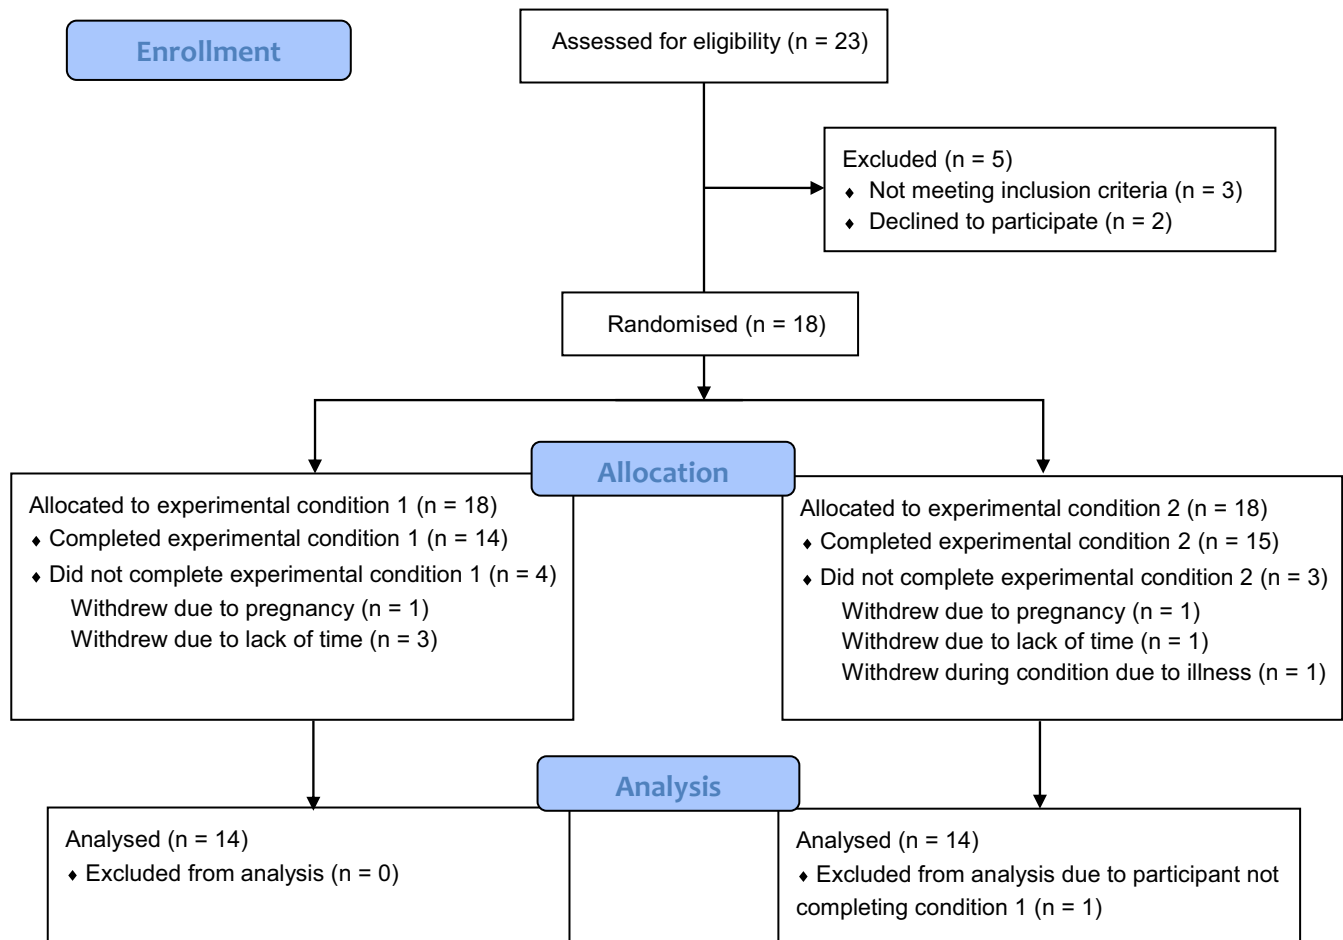 Enrollment
Assessed for eligibility (n = 23)
Excluded (n = 5)
♦ Not meeting inclusion criteria (n = 3)
♦ Declined to participate (n = 2)
Randomised (n = 18)
Allocation
Allocated to experimental condition 1 (n = 18)
♦ Completed experimental condition 1 (n = 14)
♦ Did not complete experimental condition 1 (n = 4)
Withdrew due to pregnancy (n = 1)
Withdrew due to lack of time (n = 3)
Allocated to experimental condition 2 (n = 18)
♦ Completed experimental condition 2 (n = 15)
♦ Did not complete experimental condition 2 (n = 3)
Withdrew due to pregnancy (n = 1)
Withdrew due to lack of time (n = 1)
Withdrew during condition due to illness (n = 1)
Analysis
Analysed (n = 14)
♦ Excluded from analysis (n = 0)
Analysed (n = 14)
♦ Excluded from analysis due to participant not
completing condition 1 (n = 1)